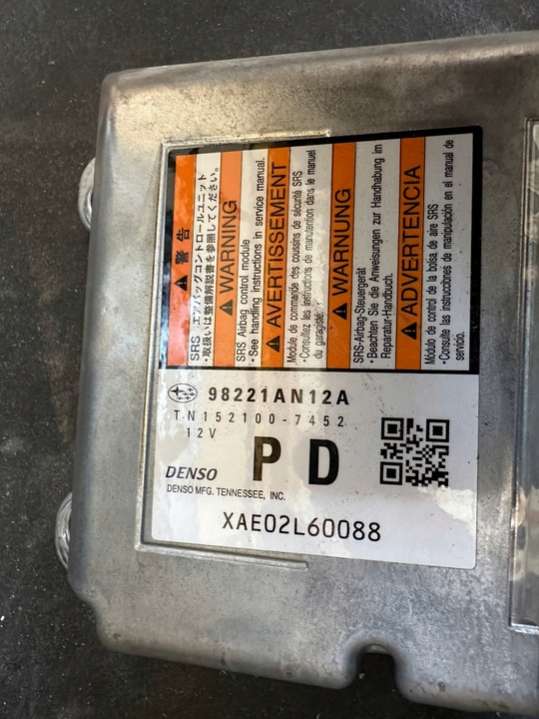 警告
SRS エアバッグコントロールユニット
・取扱いは整備解説書を参照してください。
WARNING
SRS Airbag control module
• See handling instructions in service manual.
AVERTISSEMENT
Module de commande des coussins de sécurité SRS
• Consultez les instructions de manutention dans le manuel
du garagiste.
WARNUNG
SRS-Airbag-Steuergerät
• Beachten Sie die Anweisungen zur Handhabung im
Reparatur-Handbuch.
ADVERTENCIA
Módulo de control de la bolsa de aire SRS
• Consulte las instrucciones de manipulación en el manual de
servicio.
98221AN12A
TN152100-7452
12V
PD
DENSO
DENSO MFG. TENNESSEE, INC.
XAE02L60088